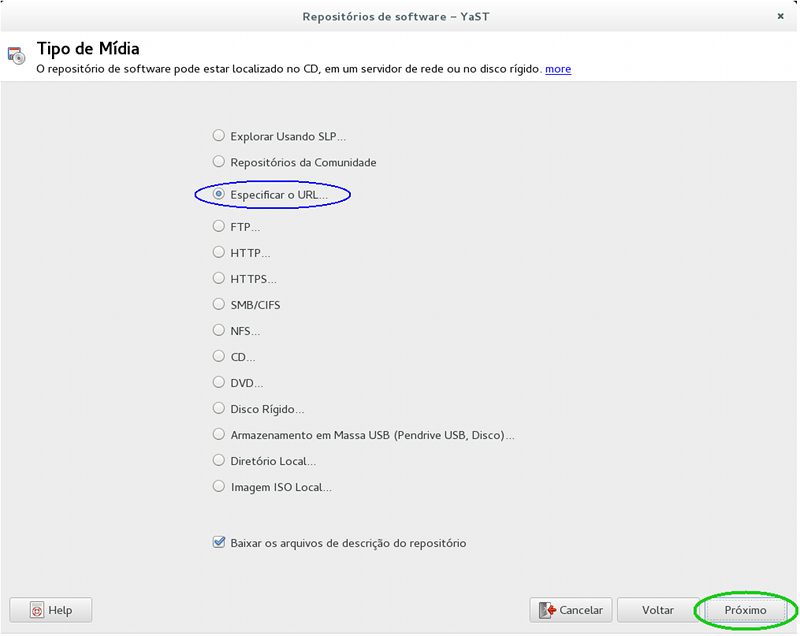 Repositórios de software – YaST
Tipo de Mídia
O repositório de software pode estar localizado no CD, em um servidor de rede ou no disco rígido. more
Explorar Usando SLP...
Repositórios da Comunidade
Especificar o URL...
FTP...
HTTP...
HTTPS...
SMB/CIFS
NFS...
CD...
DVD...
Disco Rígido...
Armazenamento em Massa USB (Pendrive USB, Disco)...
Diretório Local...
Imagem ISO Local...
Baixar os arquivos de descrição do repositório
Help
Cancelar
Voltar
Próximo